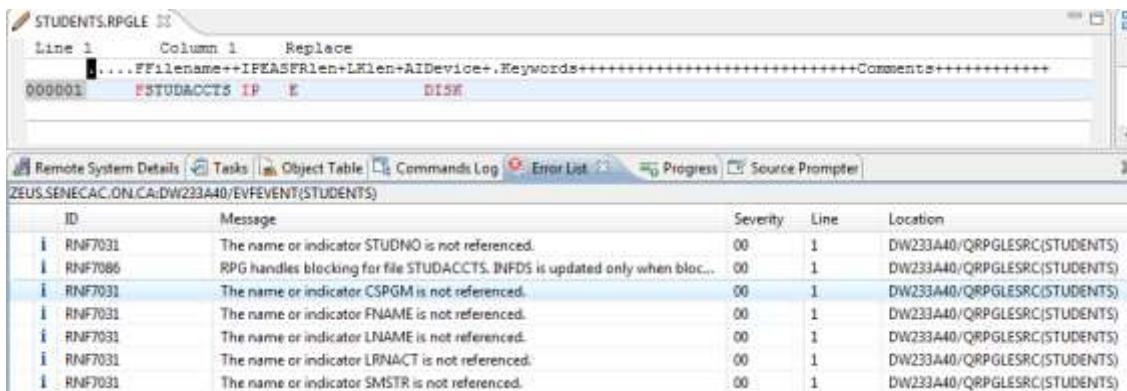 STUDENTS.RPGLE
Line 1 Column 1 Replace
.....FFilename++IPEASFRlen+LKlen+AIDevice+.Keywords+++++++++++++++++++++++++++++Comments++++++++++++
000001 FSTUDACCTS IP E DISK
Remote System Details Tasks Object Table Commands Log Error List Progress Source Prompter
ZEUS.SENECAC.ON.CA:DW233A40/EVFEVENT(STUDENTS)
ID Message Severity Line Location
i RNF7031 The name or indicator STUDNO is not referenced. 00 1 DW233A40/QRPGLESRC(STUDENTS)
i RNF7086 RPG handles blocking for file STUDACCTS. INFDS is updated only when bloc... 00 1 DW233A40/QRPGLESRC(STUDENTS)
i RNF7031 The name or indicator CSPGM is not referenced. 00 1 DW233A40/QRPGLESRC(STUDENTS)
i RNF7031 The name or indicator FNAME is not referenced. 00 1 DW233A40/QRPGLESRC(STUDENTS)
i RNF7031 The name or indicator LNAME is not referenced. 00 1 DW233A40/QRPGLESRC(STUDENTS)
i RNF7031 The name or indicator LRNACT is not referenced. 00 1 DW233A40/QRPGLESRC(STUDENTS)
i RNF7031 The name or indicator SMSTR is not referenced. 00 1 DW233A40/QRPGLESRC(STUDENTS)